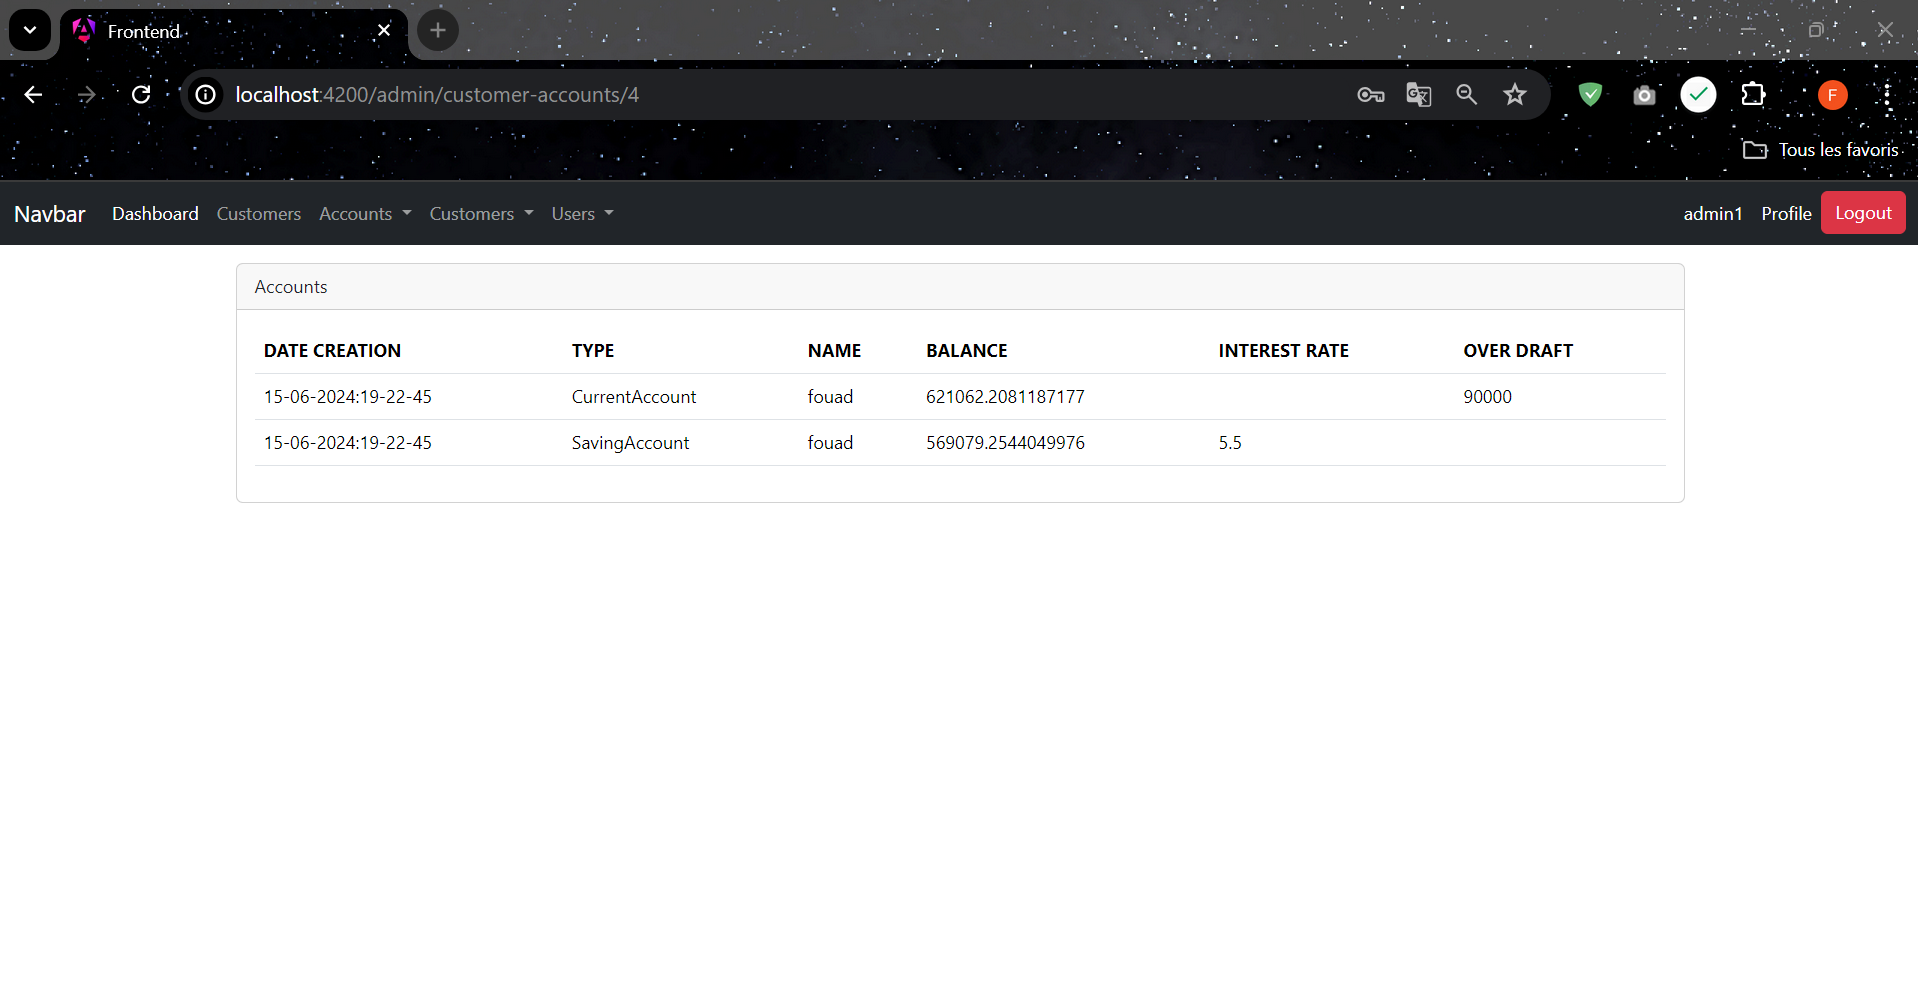 Frontend
localhost:4200/admin/customer-accounts/4
F
Tous les favoris
Navbar Dashboard Customers Accounts Customers Users admin1 Profile Logout
Accounts
DATE CREATION TYPE NAME BALANCE INTEREST RATE OVER DRAFT
15-06-2024:19-22-45 CurrentAccount fouad 621062.2081187177 90000
15-06-2024:19-22-45 SavingAccount fouad 569079.2544049976 5.5